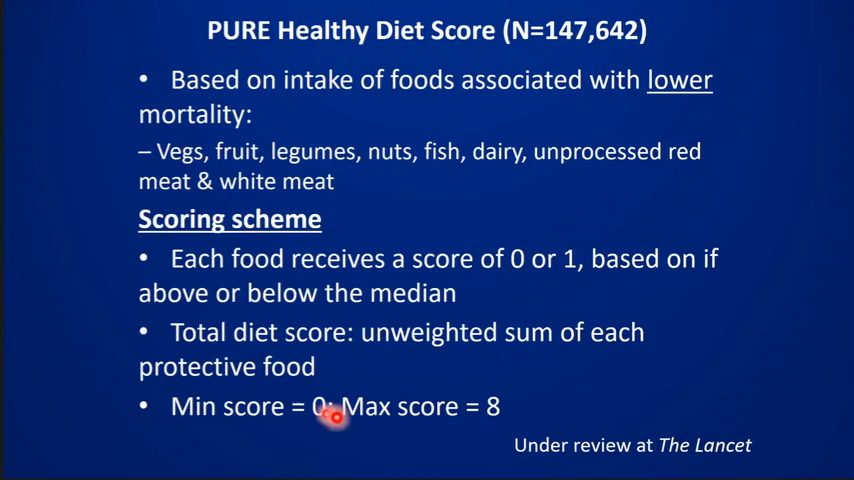 PURE Healthy Diet Score (N=147,642)
• Based on intake of foods associated with lower
mortality:
– Vegs, fruit, legumes, nuts, fish, dairy, unprocessed red
meat & white meat
Scoring scheme
• Each food receives a score of 0 or 1, based on if
above or below the median
• Total diet score: unweighted sum of each
protective food
• Min score = 0; Max score = 8
Under review at The Lancet